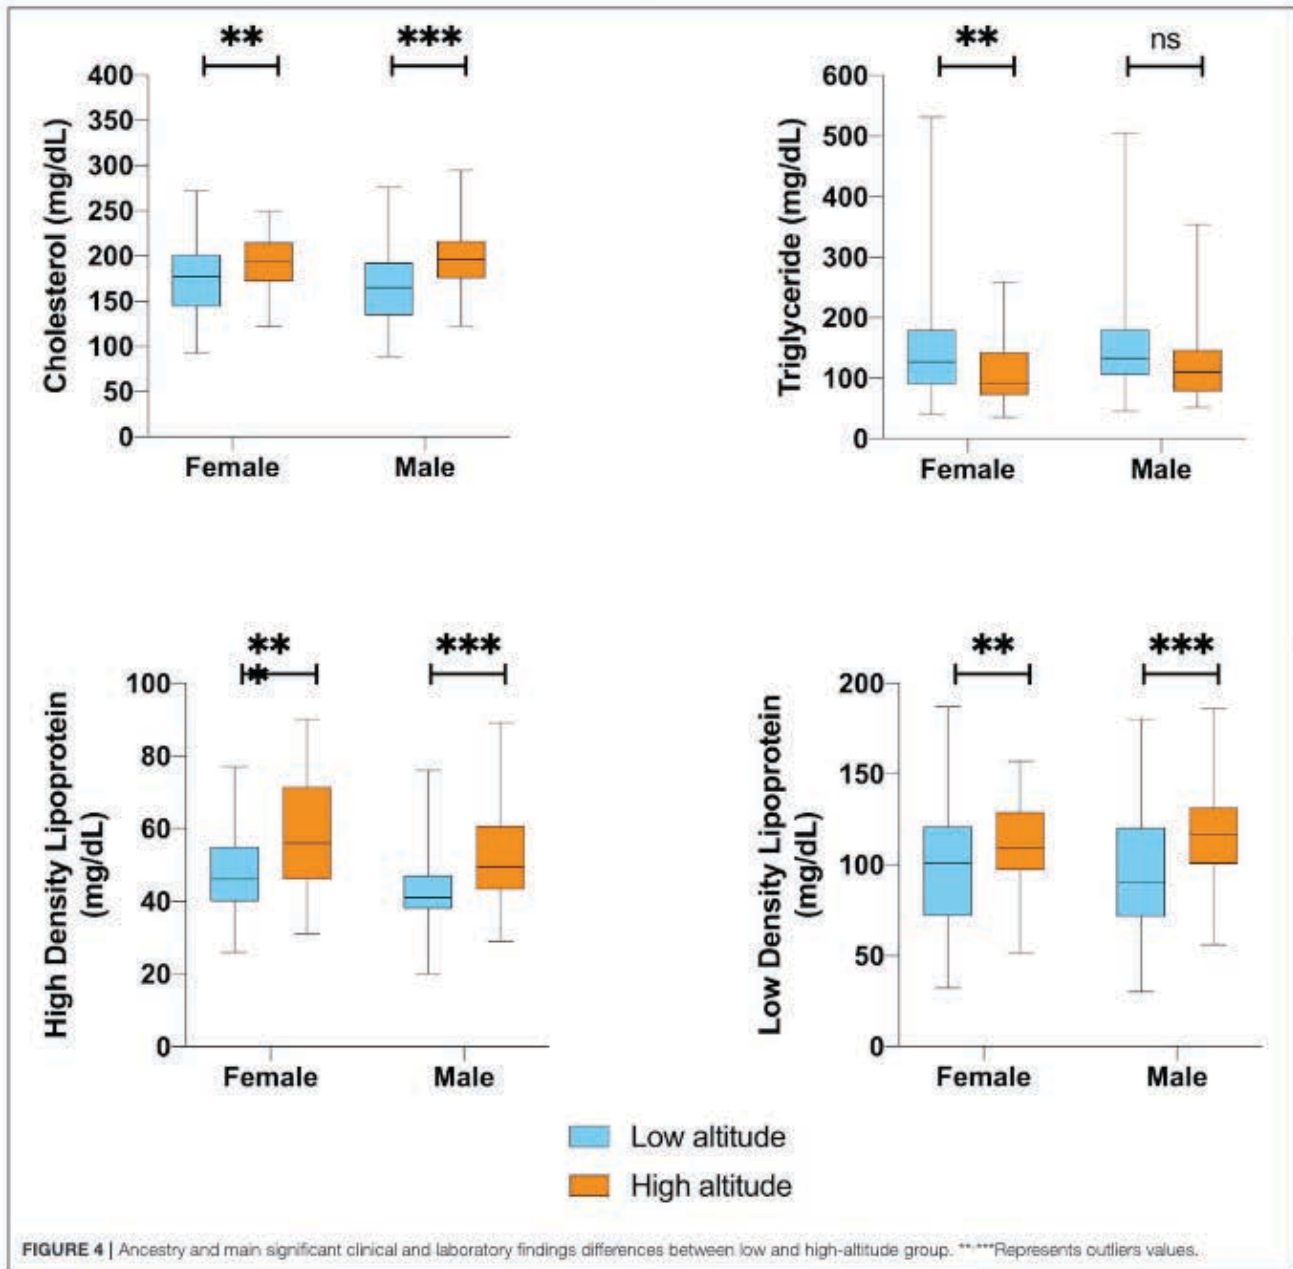 ** ***
400
350
300
250
200
150
100
50
0
Cholesterol (mg/dL)
Female Male
** ns
600
500
400
300
200
100
0
Triglyceride (mg/dL)
Female Male
** ***
*
100
80
60
40
20
0
High Density Lipoprotein
(mg/dL)
Female Male
** ***
200
150
100
50
0
Low Density Lipoprotein
(mg/dL)
Female Male
Low altitude
High altitude
FIGURE 4 | Ancestry and main significant clinical and laboratory findings differences between low and high-altitude group. **,***Represents outliers values.